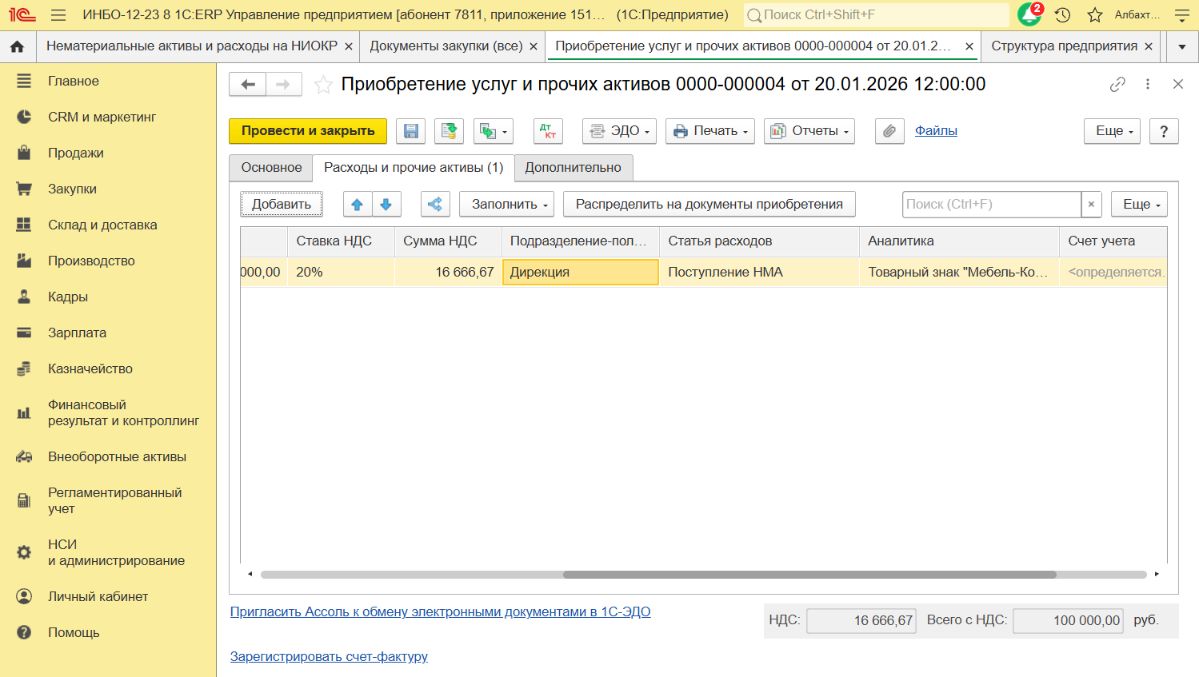 1С ИНБО-12-23 8 1С:ERP Управление предприятием [абонент 7811, приложение 151... (1С:Предприятие) Поиск Ctrl+Shift+F 2 Албахт...
Нематериальные активы и расходы на НИОКР × Документы закупки (все) × Приобретение услуг и прочих активов 0000-000004 от 20.01.2... × Структура предприятия ×
Главное
CRM и маркетинг
Продажи
Закупки
Склад и доставка
Производство
Кадры
Зарплата
Казначейство
Финансовый
результат и контроллинг
Внеоборотные активы
Регламентированный
учет
НСИ
и администрирование
Личный кабинет
Помощь
Приобретение услуг и прочих активов 0000-000004 от 20.01.2026 12:00:00
Провести и закрыть Дт Кт ЭДО Печать Отчеты Файлы Еще ?
Основное Расходы и прочие активы (1) Дополнительно
Добавить Заполнить Распределить на документы приобретения Поиск (Ctrl+F) × Еще
Ставка НДС Сумма НДС Подразделение-пол... Статья расходов Аналитика Счет учета
000,00 20% 16 666,67 Дирекция Поступление НМА Товарный знак "Мебель-Ко... <определяется.
Пригласить Ассоль к обмену электронными документами в 1С-ЭДО
НДС: 16 666,67 Всего с НДС: 100 000,00 руб.
Зарегистрировать счет-фактуру